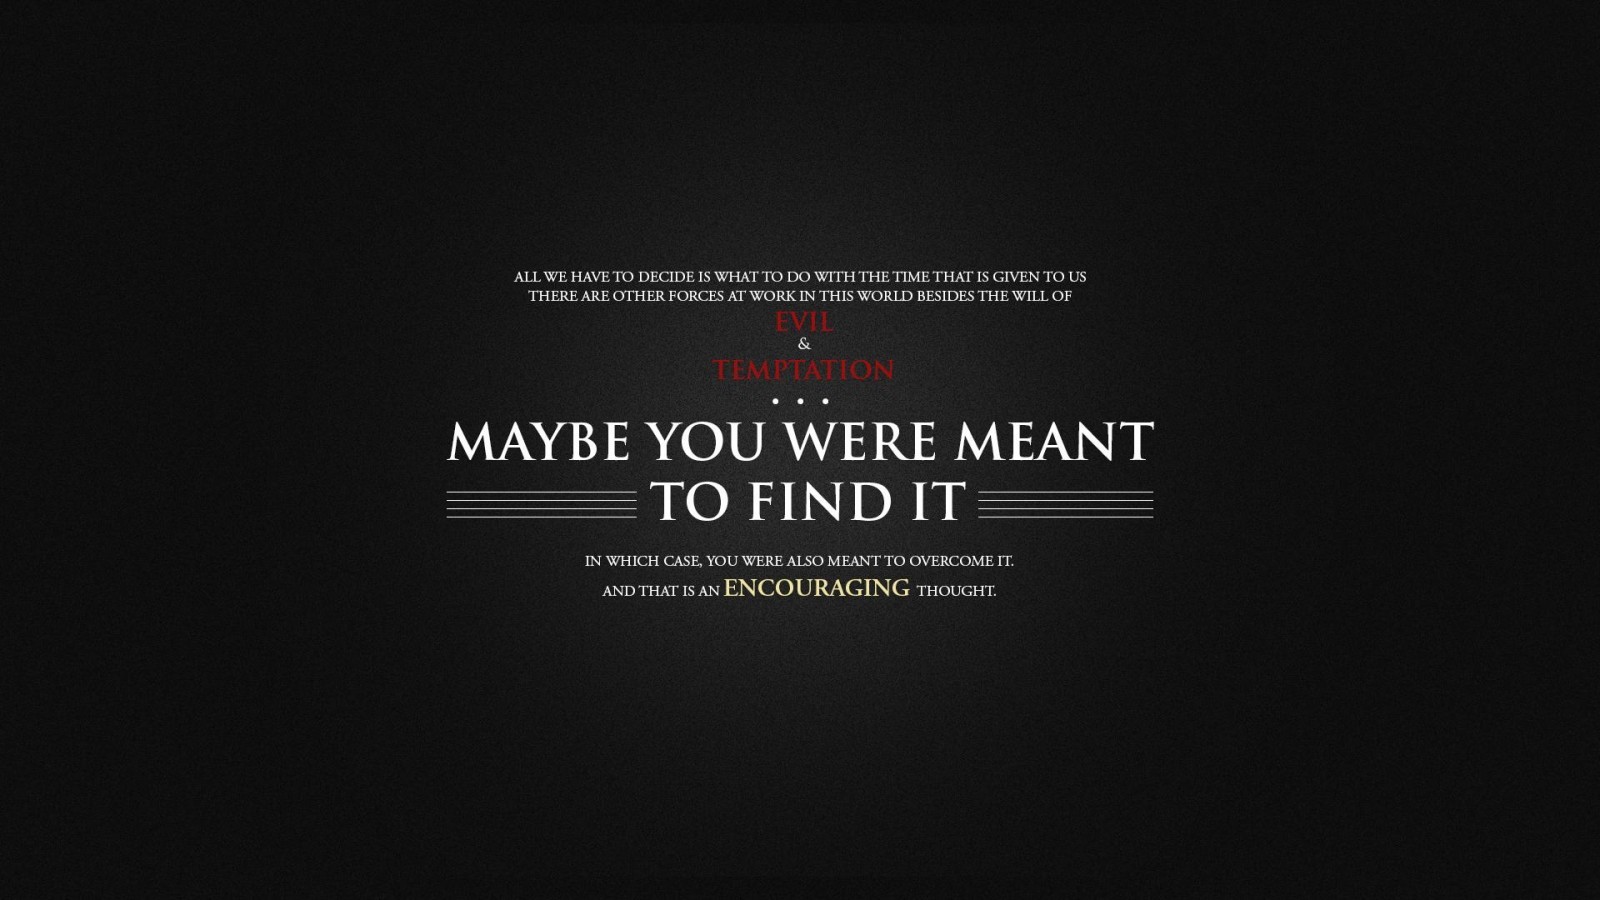 ALL WE HAVE TO DECIDE IS WHAT TO DO WITH THE TIME THAT IS GIVEN TO US
THERE ARE OTHER FORCES AT WORK IN THIS WORLD BESIDES THE WILL OF
EVIL
&
TEMPTATION
...
MAYBE YOU WERE MEANT
TO FIND IT
IN WHICH CASE, YOU WERE ALSO MEANT TO OVERCOME IT.
AND THAT IS AN ENCOURAGING THOUGHT.